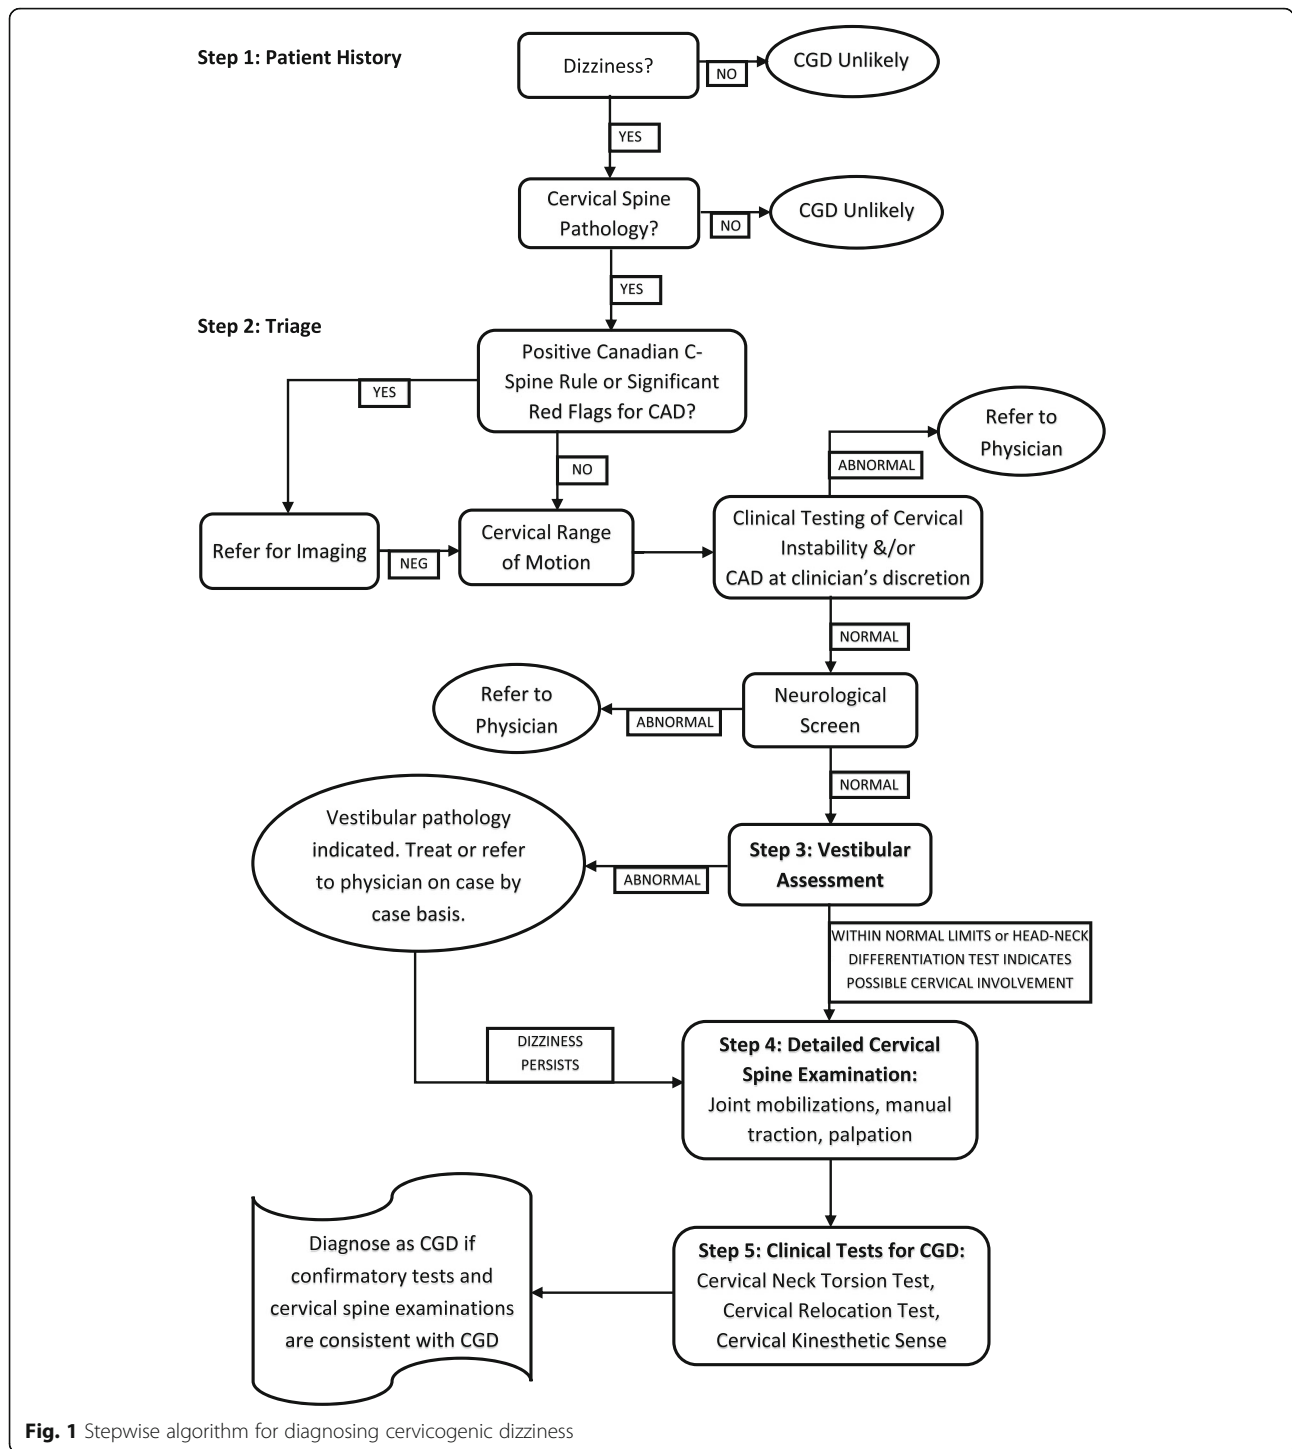 Step 1: Patient History
Dizziness?
NO
CGD Unlikely
YES
Cervical Spine
Pathology?
NO
CGD Unlikely
YES
Step 2: Triage
Positive Canadian C-
Spine Rule or Significant
Red Flags for CAD?
YES
NO
Refer to
Physician
ABNORMAL
Refer for Imaging
NEG
Cervical Range
of Motion
Clinical Testing of Cervical
Instability &/or
CAD at clinician’s discretion
NORMAL
Neurological
Screen
ABNORMAL
Refer to
Physician
NORMAL
Step 3: Vestibular
Assessment
ABNORMAL
Vestibular pathology
indicated. Treat or refer
to physician on case by
case basis.
WITHIN NORMAL LIMITS or HEAD-NECK
DIFFERENTIATION TEST INDICATES
POSSIBLE CERVICAL INVOLVEMENT
DIZZINESS
PERSISTS
Step 4: Detailed Cervical
Spine Examination:
Joint mobilizations, manual
traction, palpation
Step 5: Clinical Tests for CGD:
Cervical Neck Torsion Test,
Cervical Relocation Test,
Cervical Kinesthetic Sense
Diagnose as CGD if
confirmatory tests and
cervical spine examinations
are consistent with CGD
Fig. 1 Stepwise algorithm for diagnosing cervicogenic dizziness